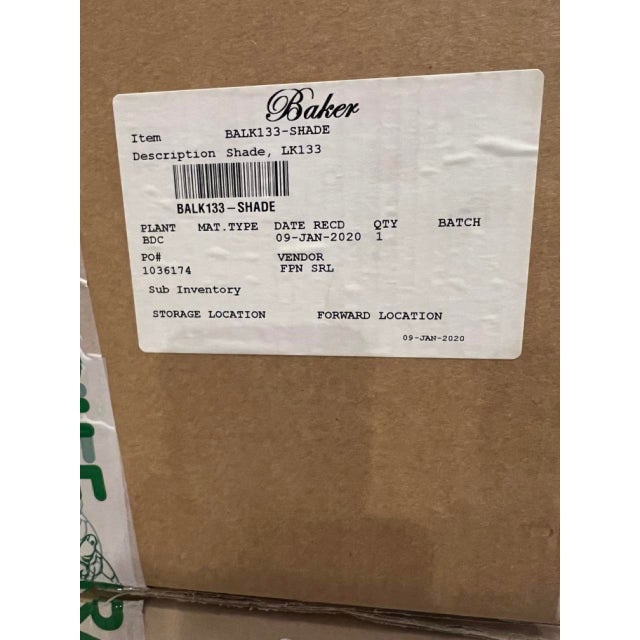 Baker
Item BALK133-SHADE
Description Shade, LK133
BALK133-SHADE
PLANT MAT.TYPE DATE RECD QTY BATCH
BDC 09-JAN-2020 1
PO# VENDOR
1036174 FPN SRL
Sub Inventory
STORAGE LOCATION FORWARD LOCATION
09-JAN-2020